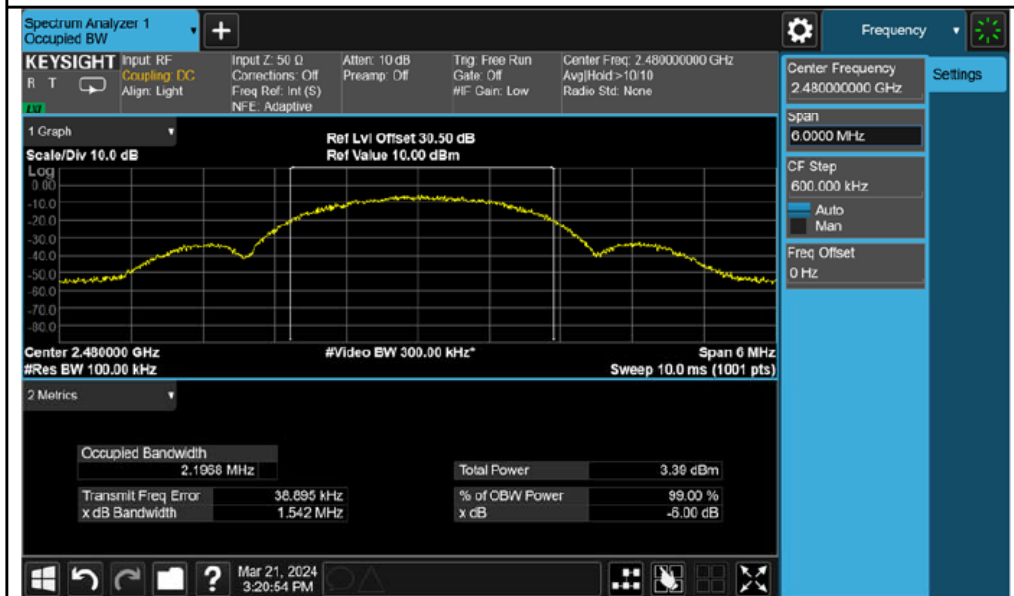 Spectrum Analyzer 1
Occupied BW
+
Frequency
KEYSIGHT
R T
LXI
Input: RF
Coupling: DC
Align: Light
Input Z: 50 Ω
Corrections: Off
Freq Ref: Int (S)
NFE: Adaptive
Atten: 10 dB
Preamp: Off
Trig: Free Run
Gate: Off
#IF Gain: Low
Center Freq: 2.480000000 GHz
Avg|Hold:>10/10
Radio Std: None
Center Frequency
2.480000000 GHz
Settings
Span
6.0000 MHz
CF Step
600.000 kHz
Auto
Man
Freq Offset
0 Hz
1 Graph
Scale/Div 10.0 dB
Ref Lvl Offset 30.50 dB
Ref Value 10.00 dBm
Log
0.00
-10.0
-20.0
-30.0
-40.0
-50.0
-60.0
-70.0
-80.0
Center 2.480000 GHz
#Video BW 300.00 kHz*
Span 6 MHz
#Res BW 100.00 kHz
Sweep 10.0 ms (1001 pts)
2 Metrics
Occupied Bandwidth
2.1968 MHz
Total Power 3.39 dBm
Transmit Freq Error 38.895 kHz
% of OBW Power 99.00 %
x dB Bandwidth 1.542 MHz
x dB -6.00 dB
?
Mar 21, 2024
3:20:54 PM